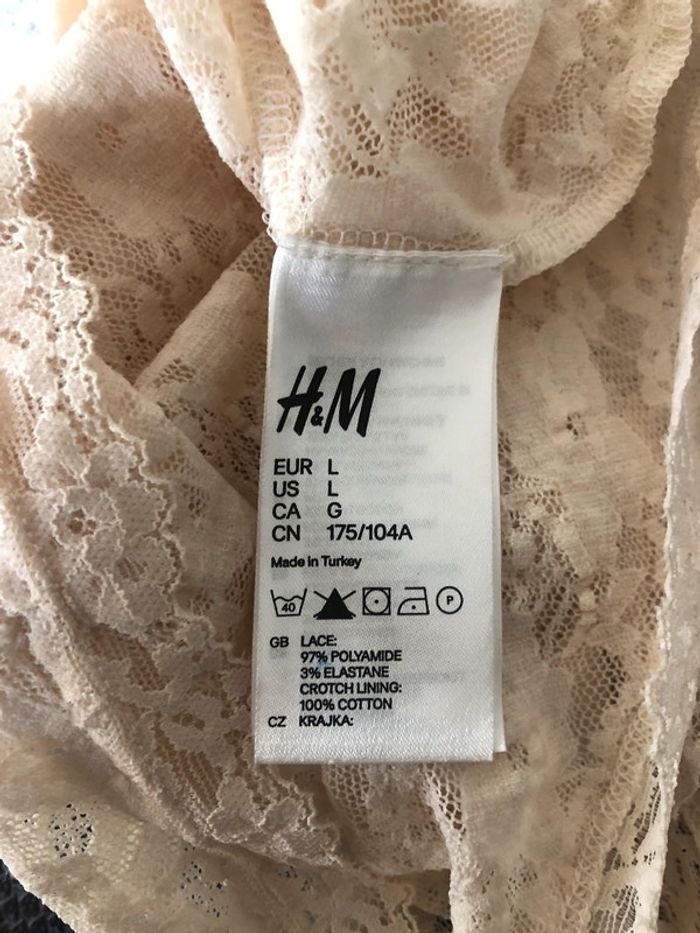 H&M
EUR L
US L
CA G
CN 175/104A
Made in Turkey
40
P
GB LACE:
97% POLYAMIDE
3% ELASTANE
CROTCH LINING:
100% COTTON
CZ KRAJKA: